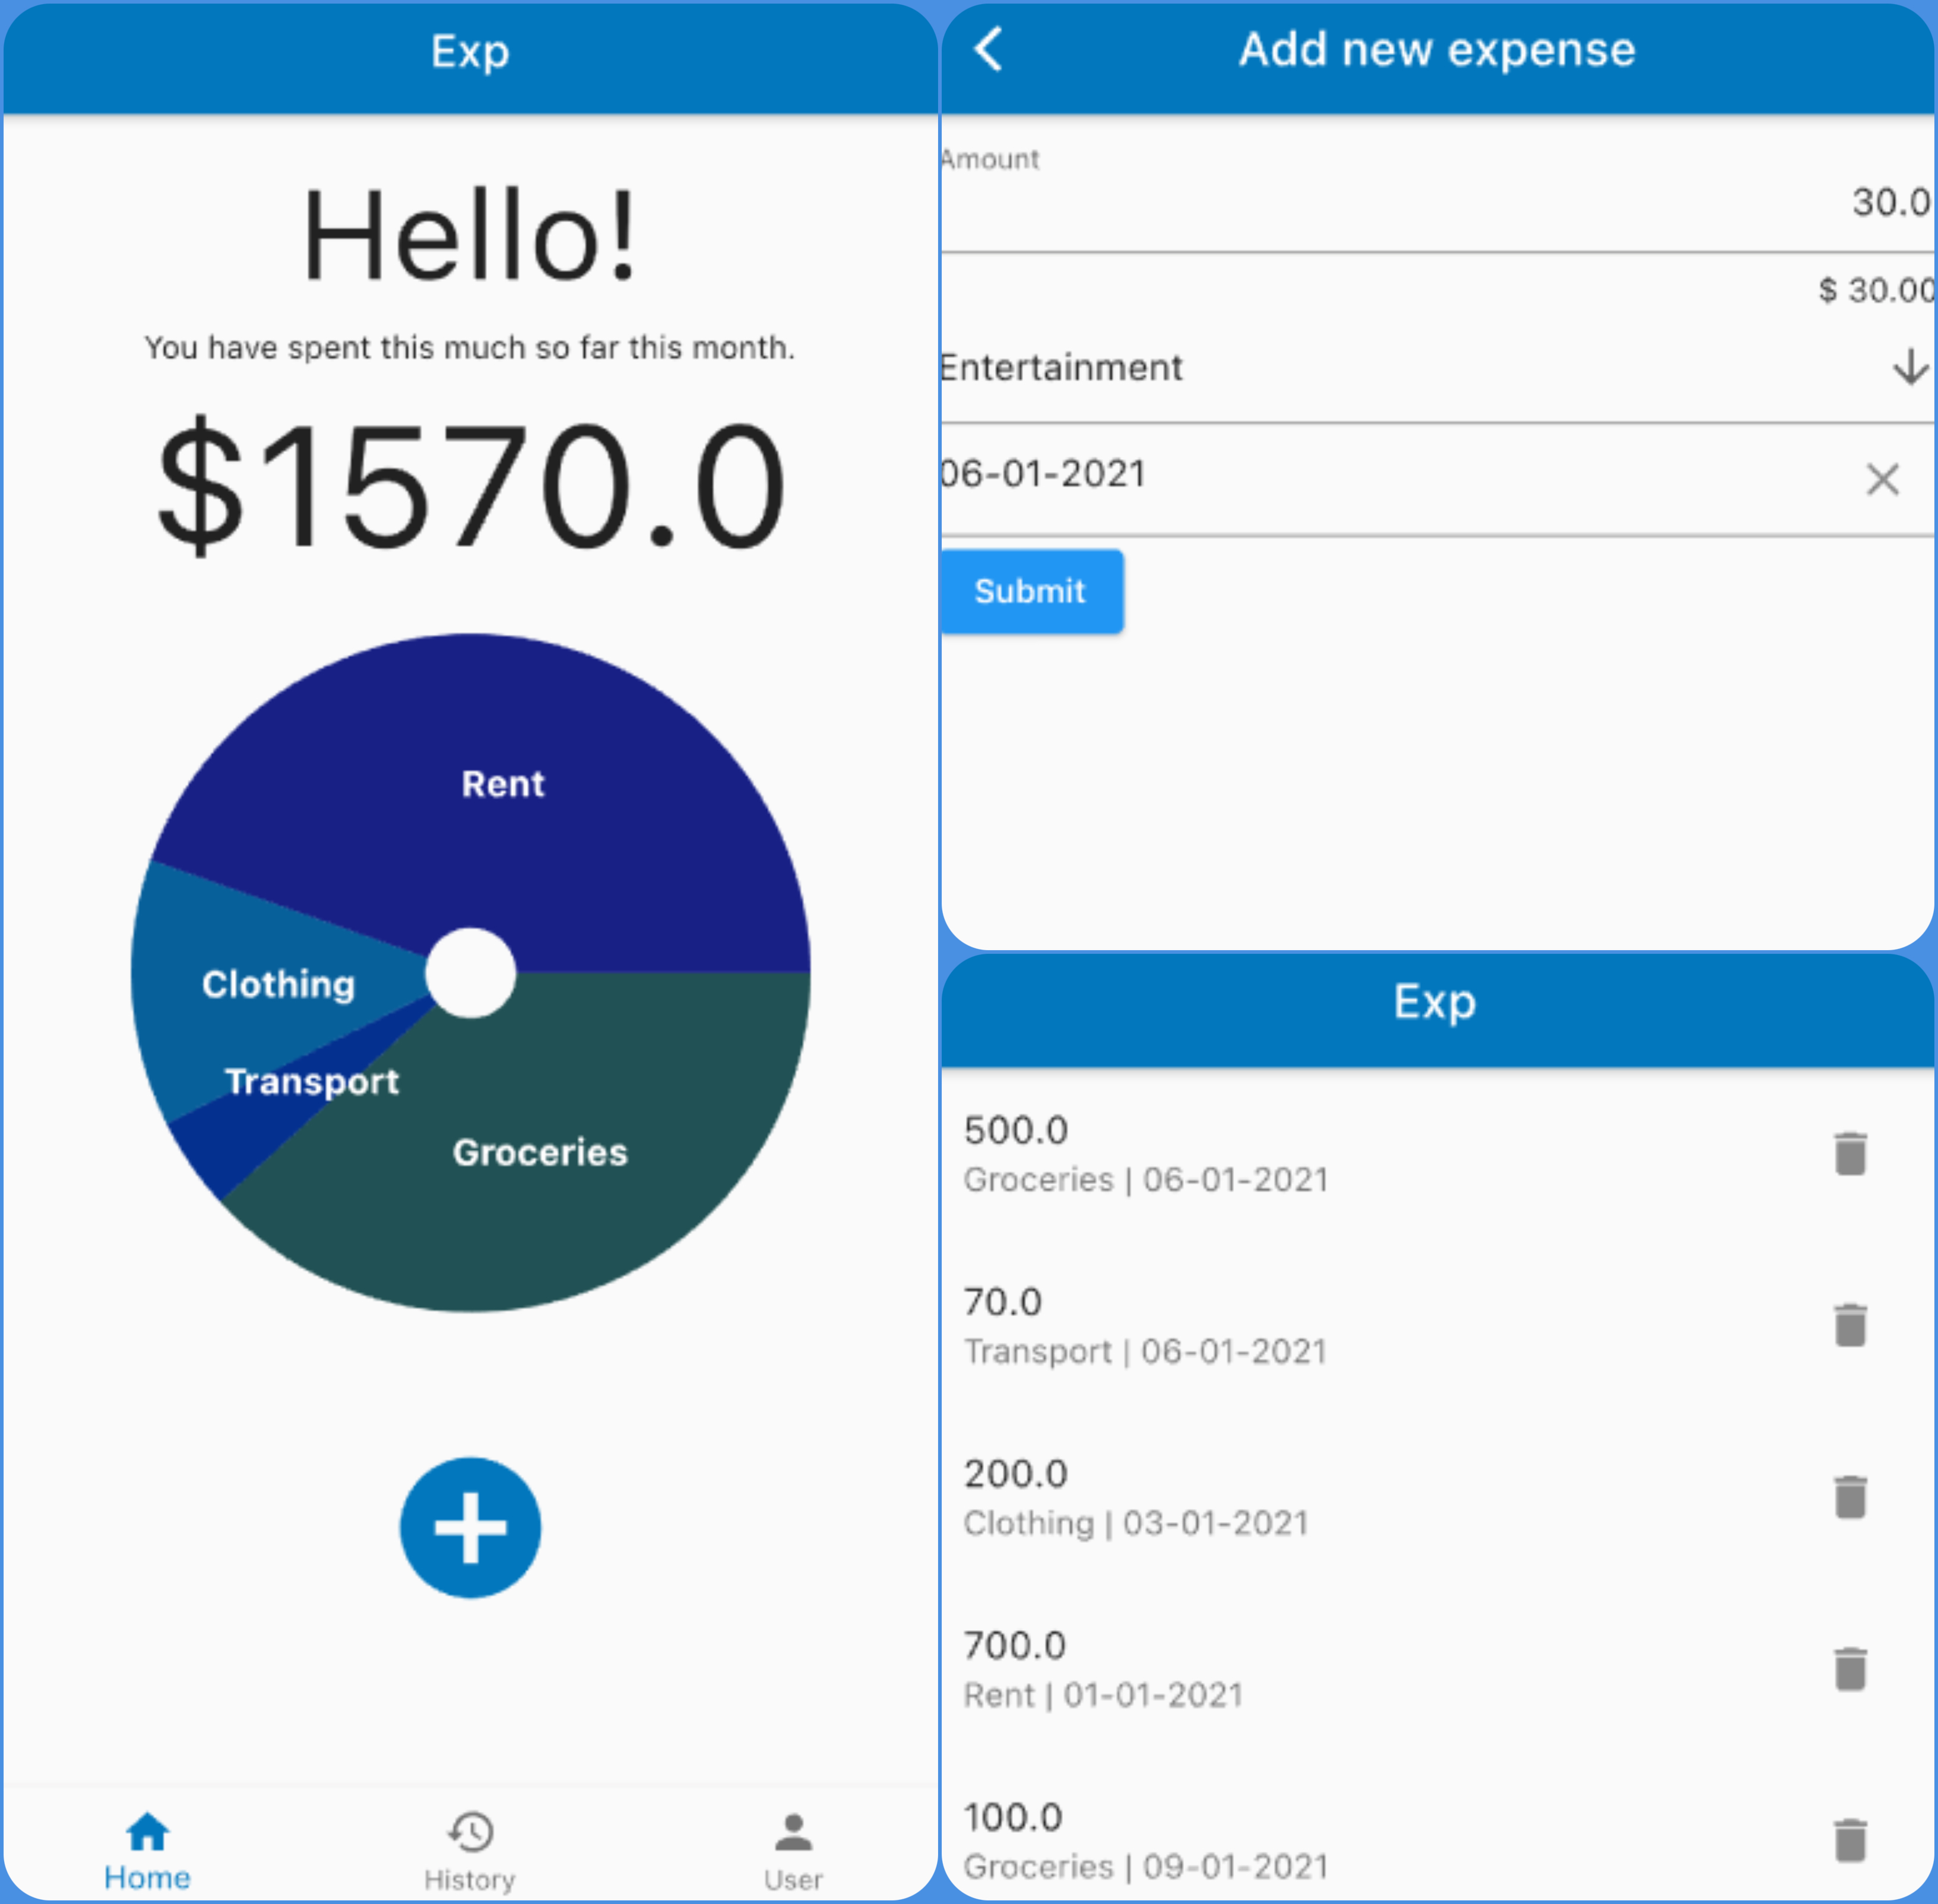 Exp
Hello!
You have spent this much so far this month.
$1570.0
Rent
Clothing
Transport
Groceries
Home
History
User
Add new expense
Amount
30.0
$ 30.00
Entertainment
06-01-2021
Submit
Exp
500.0
Groceries | 06-01-2021
70.0
Transport | 06-01-2021
200.0
Clothing | 03-01-2021
700.0
Rent | 01-01-2021
100.0
Groceries | 09-01-2021